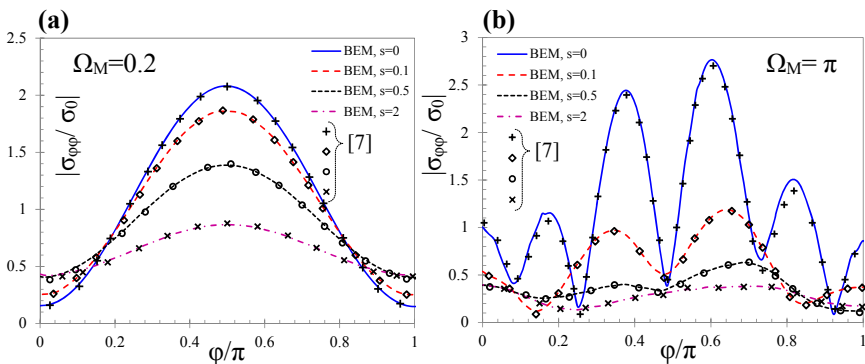 (a)
2.5
2
1.5
1
0.5
0
0 0.2 0.4 0.6 0.8 1
|σφφ/ σ0|
φ/π
ΩM=0.2
BEM, s=0
BEM, s=0.1
BEM, s=0.5
BEM, s=2
[7]
(b)
3
2.5
2
1.5
1
0.5
0
0 0.2 0.4 0.6 0.8 1
|σφφ/ σ0|
φ/π
ΩM= π
BEM, s=0
BEM, s=0.1
BEM, s=0.5
BEM, s=2
[7]